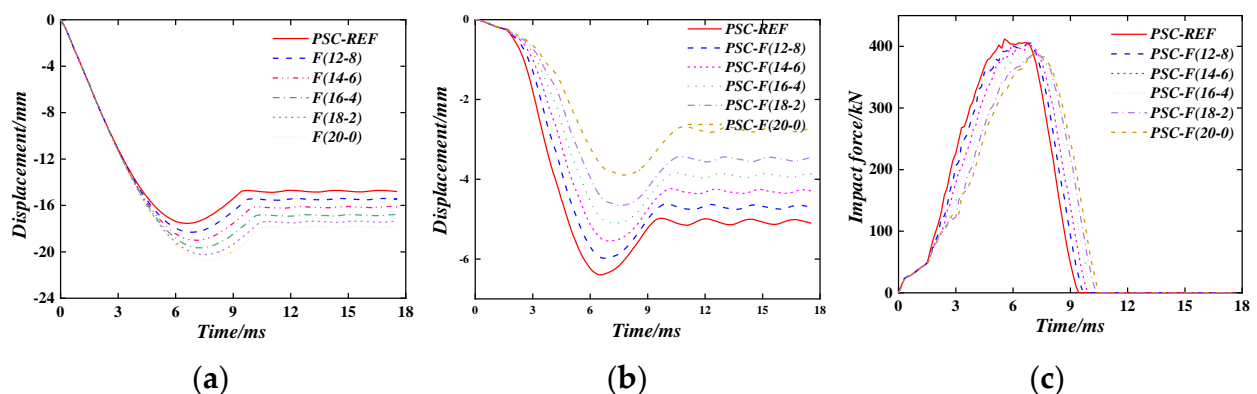 0
-4
-8
-12
-16
-20
-24
Displacement/mm
PSC-REF
F(12-8)
F(14-6)
F(16-4)
F(18-2)
F(20-0)
0 3 6 9 12 15 18
Time/ms
(a)
0
-2
-4
-6
Displacement/mm
PSC-REF
PSC-F(12-8)
PSC-F(14-6)
PSC-F(16-4)
PSC-F(18-2)
PSC-F(20-0)
0 3 6 9 12 15 18
Time/ms
(b)
400
300
200
100
0
Impact force/kN
PSC-REF
PSC-F(12-8)
PSC-F(14-6)
PSC-F(16-4)
PSC-F(18-2)
PSC-F(20-0)
0 3 6 9 12 15 18
Time/ms
(c)